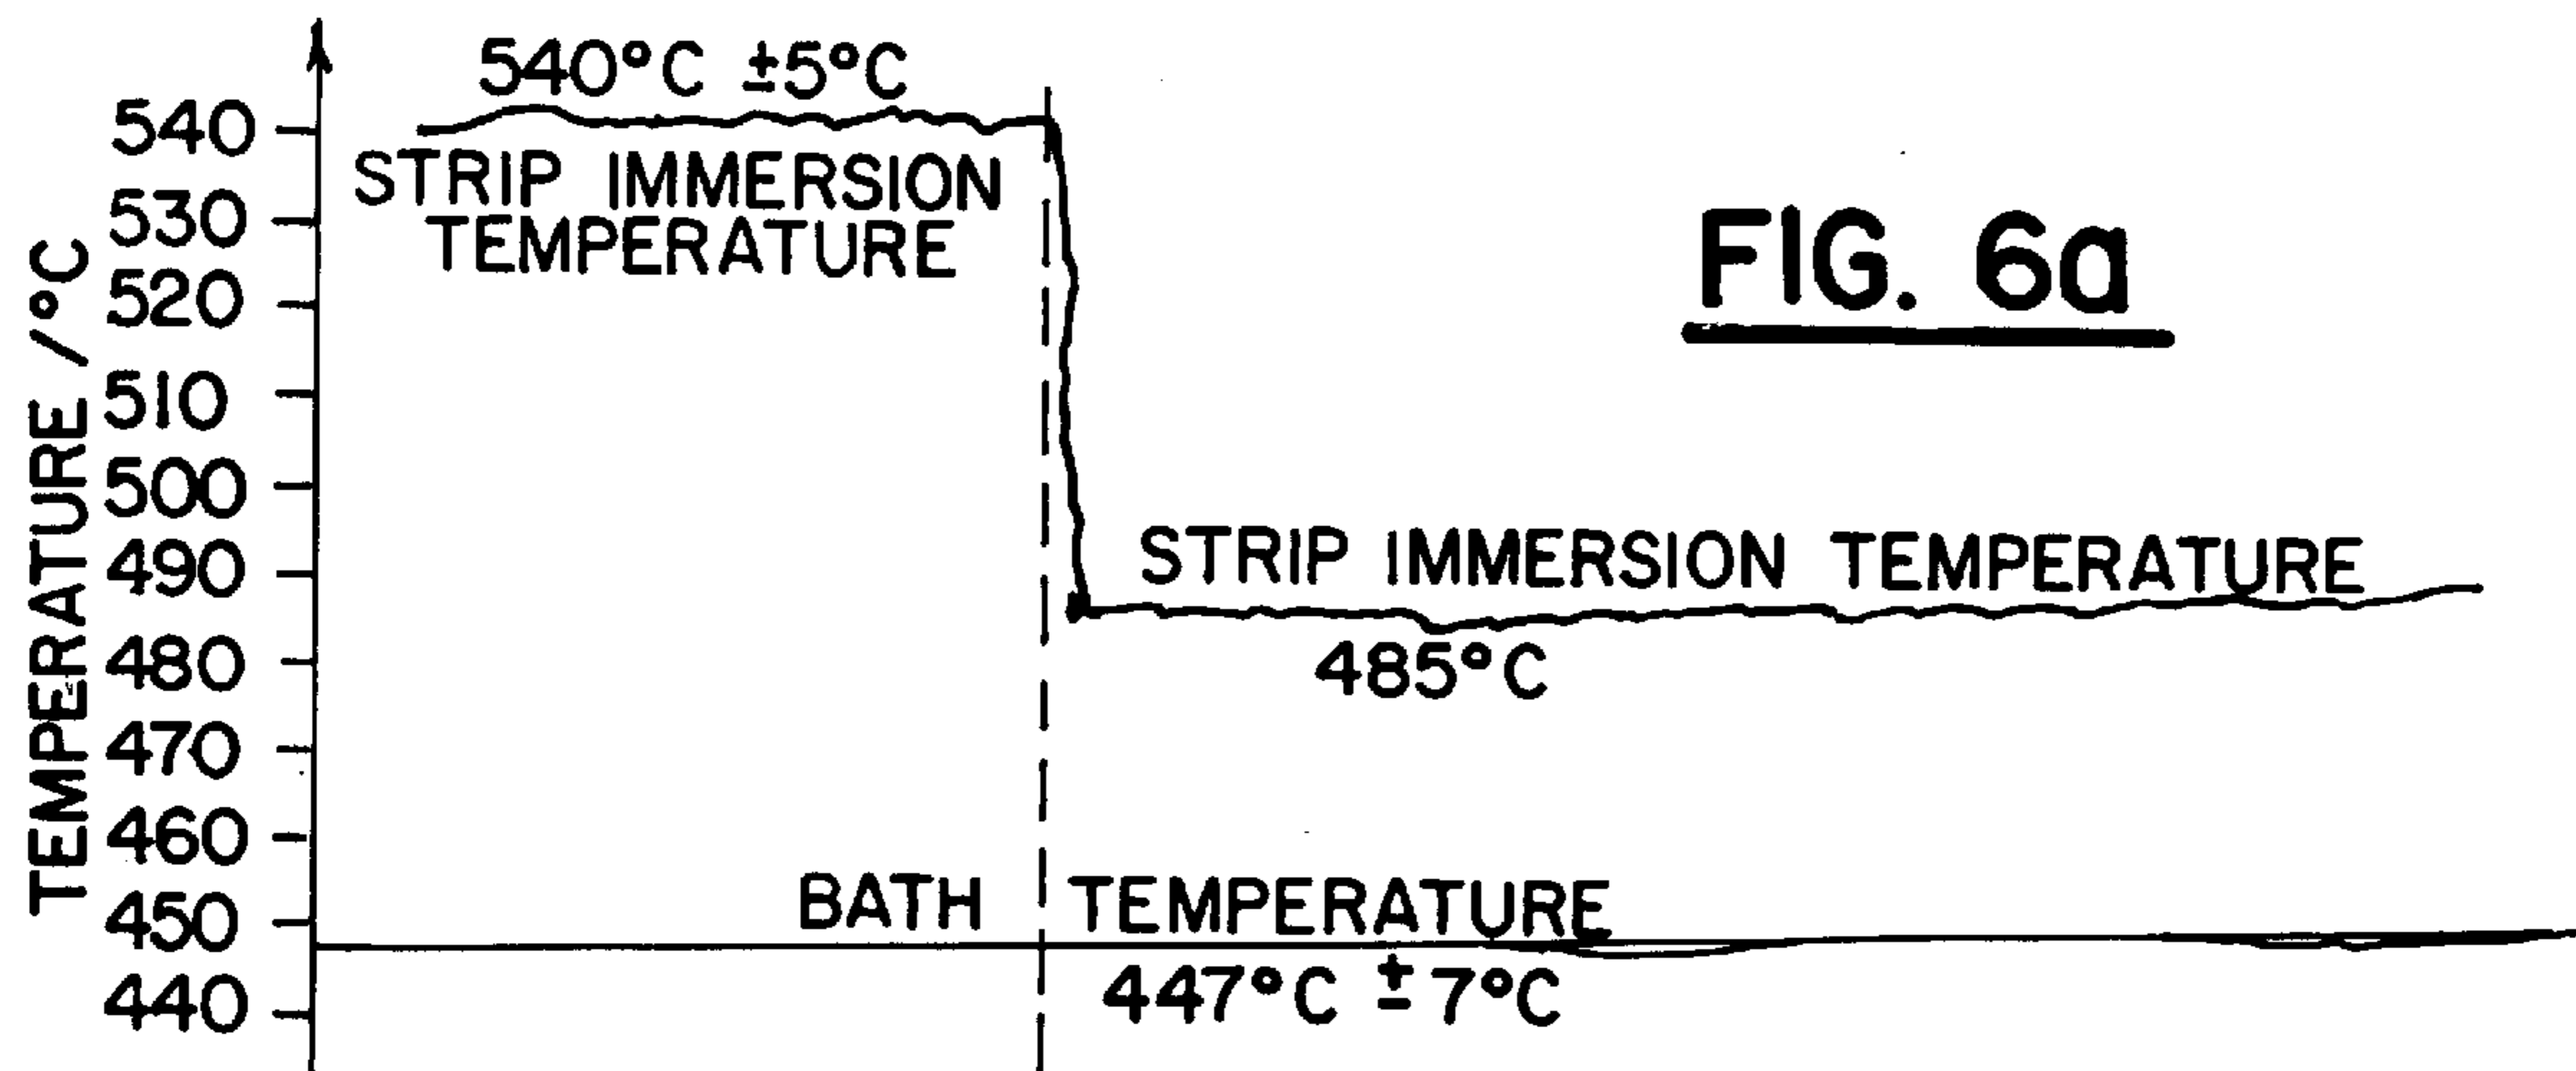 540°C ±5°C
STRIP IMMERSION
TEMPERATURE
FIG. 6a
TEMPERATURE /°C
540
530
520
510
500
490
480
470
460
450
440
STRIP IMMERSION TEMPERATURE
485°C
BATH TEMPERATURE
447°C ±7°C